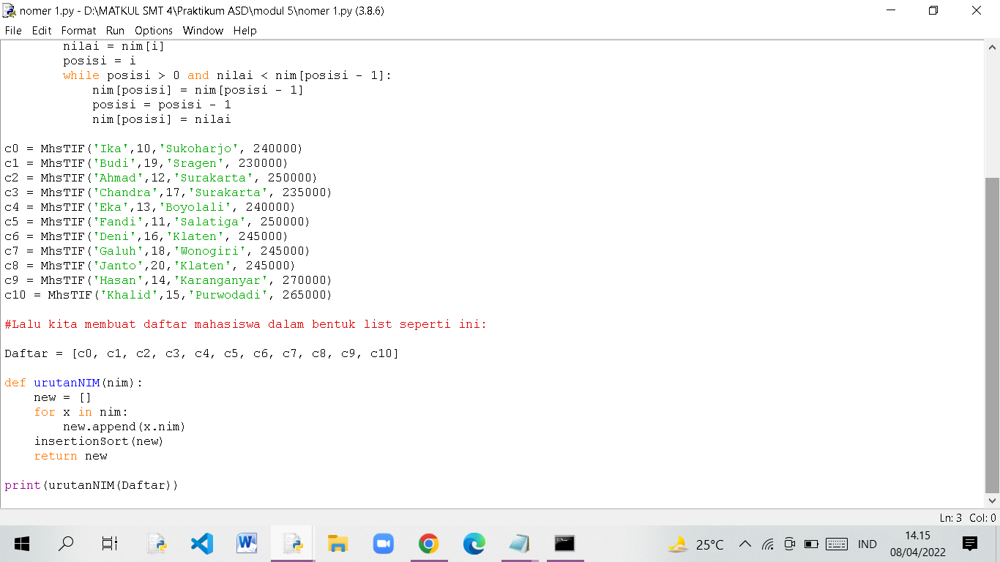 nomer 1.py - D:\MATKUL SMT 4\Praktikum ASD\modul 5\nomer 1.py (3.8.6)
File Edit Format Run Options Window Help
        nilai = nim[i]
        posisi = i
        while posisi > 0 and nilai < nim[posisi - 1]:
            nim[posisi] = nim[posisi - 1]
            posisi = posisi - 1
            nim[posisi] = nilai
c0 = MhsTIF('Ika',10,'Sukoharjo', 240000)
c1 = MhsTIF('Budi',19,'Sragen', 230000)
c2 = MhsTIF('Ahmad',12,'Surakarta', 250000)
c3 = MhsTIF('Chandra',17,'Surakarta', 235000)
c4 = MhsTIF('Eka',13,'Boyolali', 240000)
c5 = MhsTIF('Fandi',11,'Salatiga', 250000)
c6 = MhsTIF('Deni',16,'Klaten', 245000)
c7 = MhsTIF('Galuh',18,'Wonogiri', 245000)
c8 = MhsTIF('Janto',20,'Klaten', 245000)
c9 = MhsTIF('Hasan',14,'Karanganyar', 270000)
c10 = MhsTIF('Khalid',15,'Purwodadi', 265000)
#Lalu kita membuat daftar mahasiswa dalam bentuk list seperti ini:
Daftar = [c0, c1, c2, c3, c4, c5, c6, c7, c8, c9, c10]
def urutanNIM(nim):
    new = []
    for x in nim:
        new.append(x.nim)
    insertionSort(new)
    return new
print(urutanNIM(Daftar))
Ln: 3 Col: 0
25°C
IND
14.15
08/04/2022